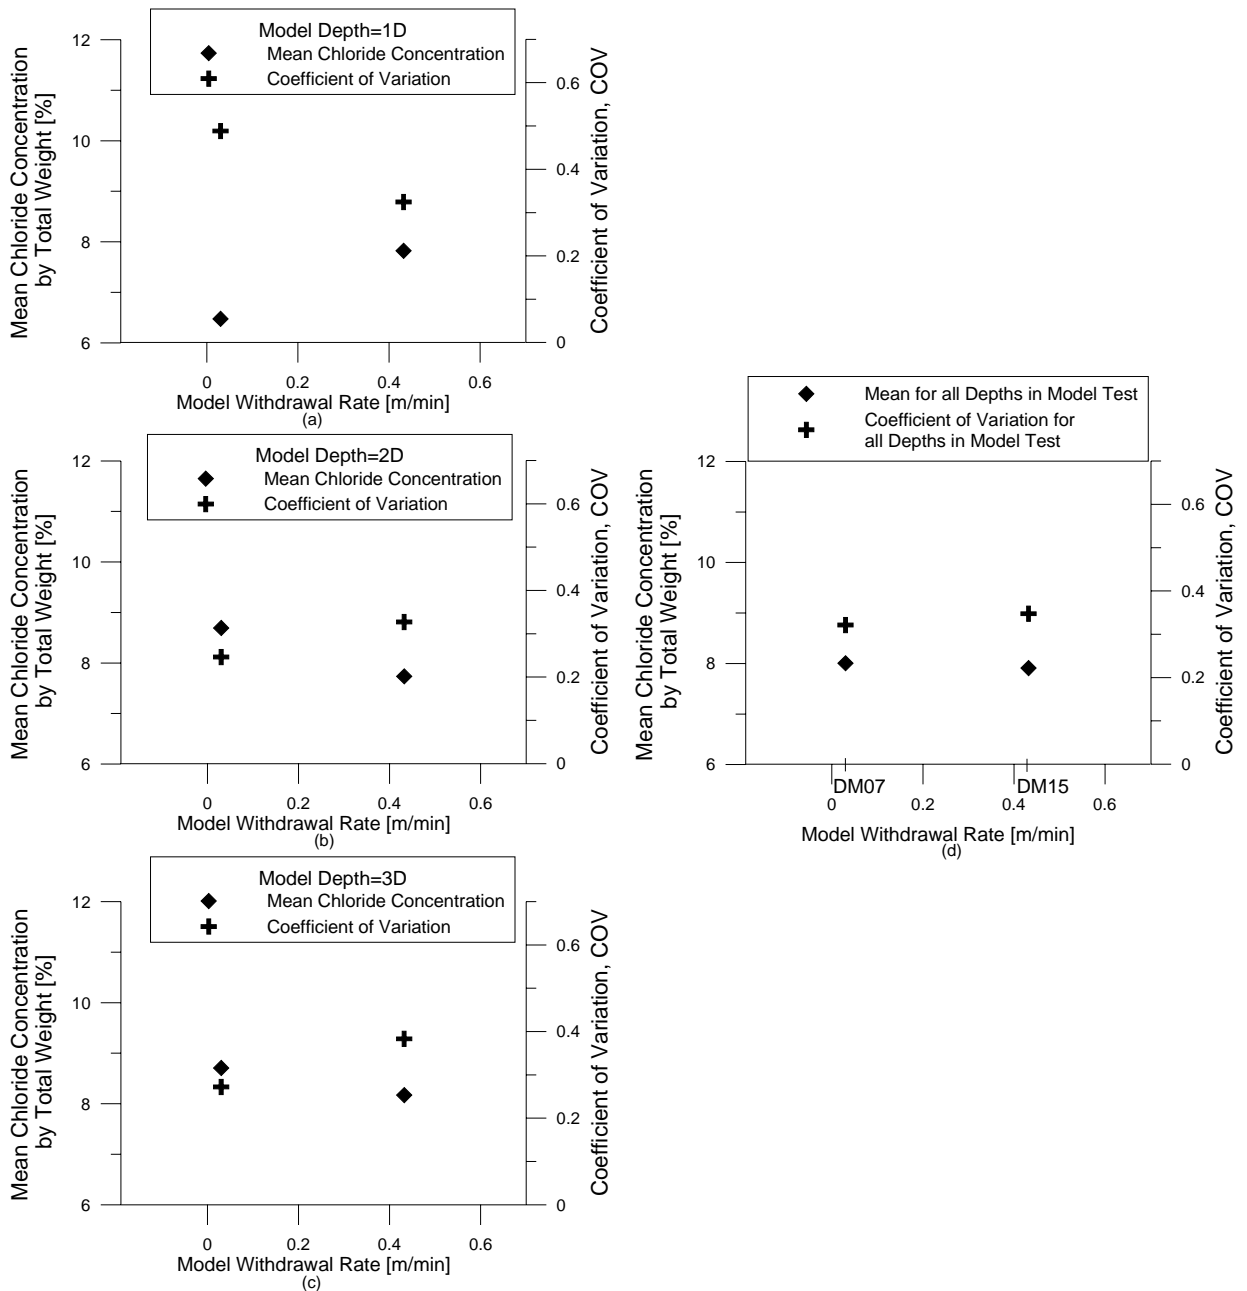 Model Depth=1D
Mean Chloride Concentration
Coefficient of Variation
12
10
8
6
Mean Chloride Concentration
by Total Weight [%]
0.6
0.4
0.2
0
Coefficient of Variation, COV
0
0.2
0.4
0.6
Model Withdrawal Rate [m/min]
(a)
Model Depth=2D
Mean Chloride Concentration
Coefficient of Variation
12
10
8
6
Mean Chloride Concentration
by Total Weight [%]
0.6
0.4
0.2
0
Coefficient of Variation, COV
0
0.2
0.4
0.6
Model Withdrawal Rate [m/min]
(b)
Model Depth=3D
Mean Chloride Concentration
Coefficient of Variation
12
10
8
6
Mean Chloride Concentration
by Total Weight [%]
0.6
0.4
0.2
0
Coefficient of Variation, COV
0
0.2
0.4
0.6
Model Withdrawal Rate [m/min]
(c)
Mean for all Depths in Model Test
Coefficient of Variation for
all Depths in Model Test
12
10
8
6
Mean Chloride Concentration
by Total Weight [%]
0.6
0.4
0.2
0
Coefficient of Variation, COV
DM07
DM15
0
0.2
0.4
0.6
Model Withdrawal Rate [m/min]
(d)